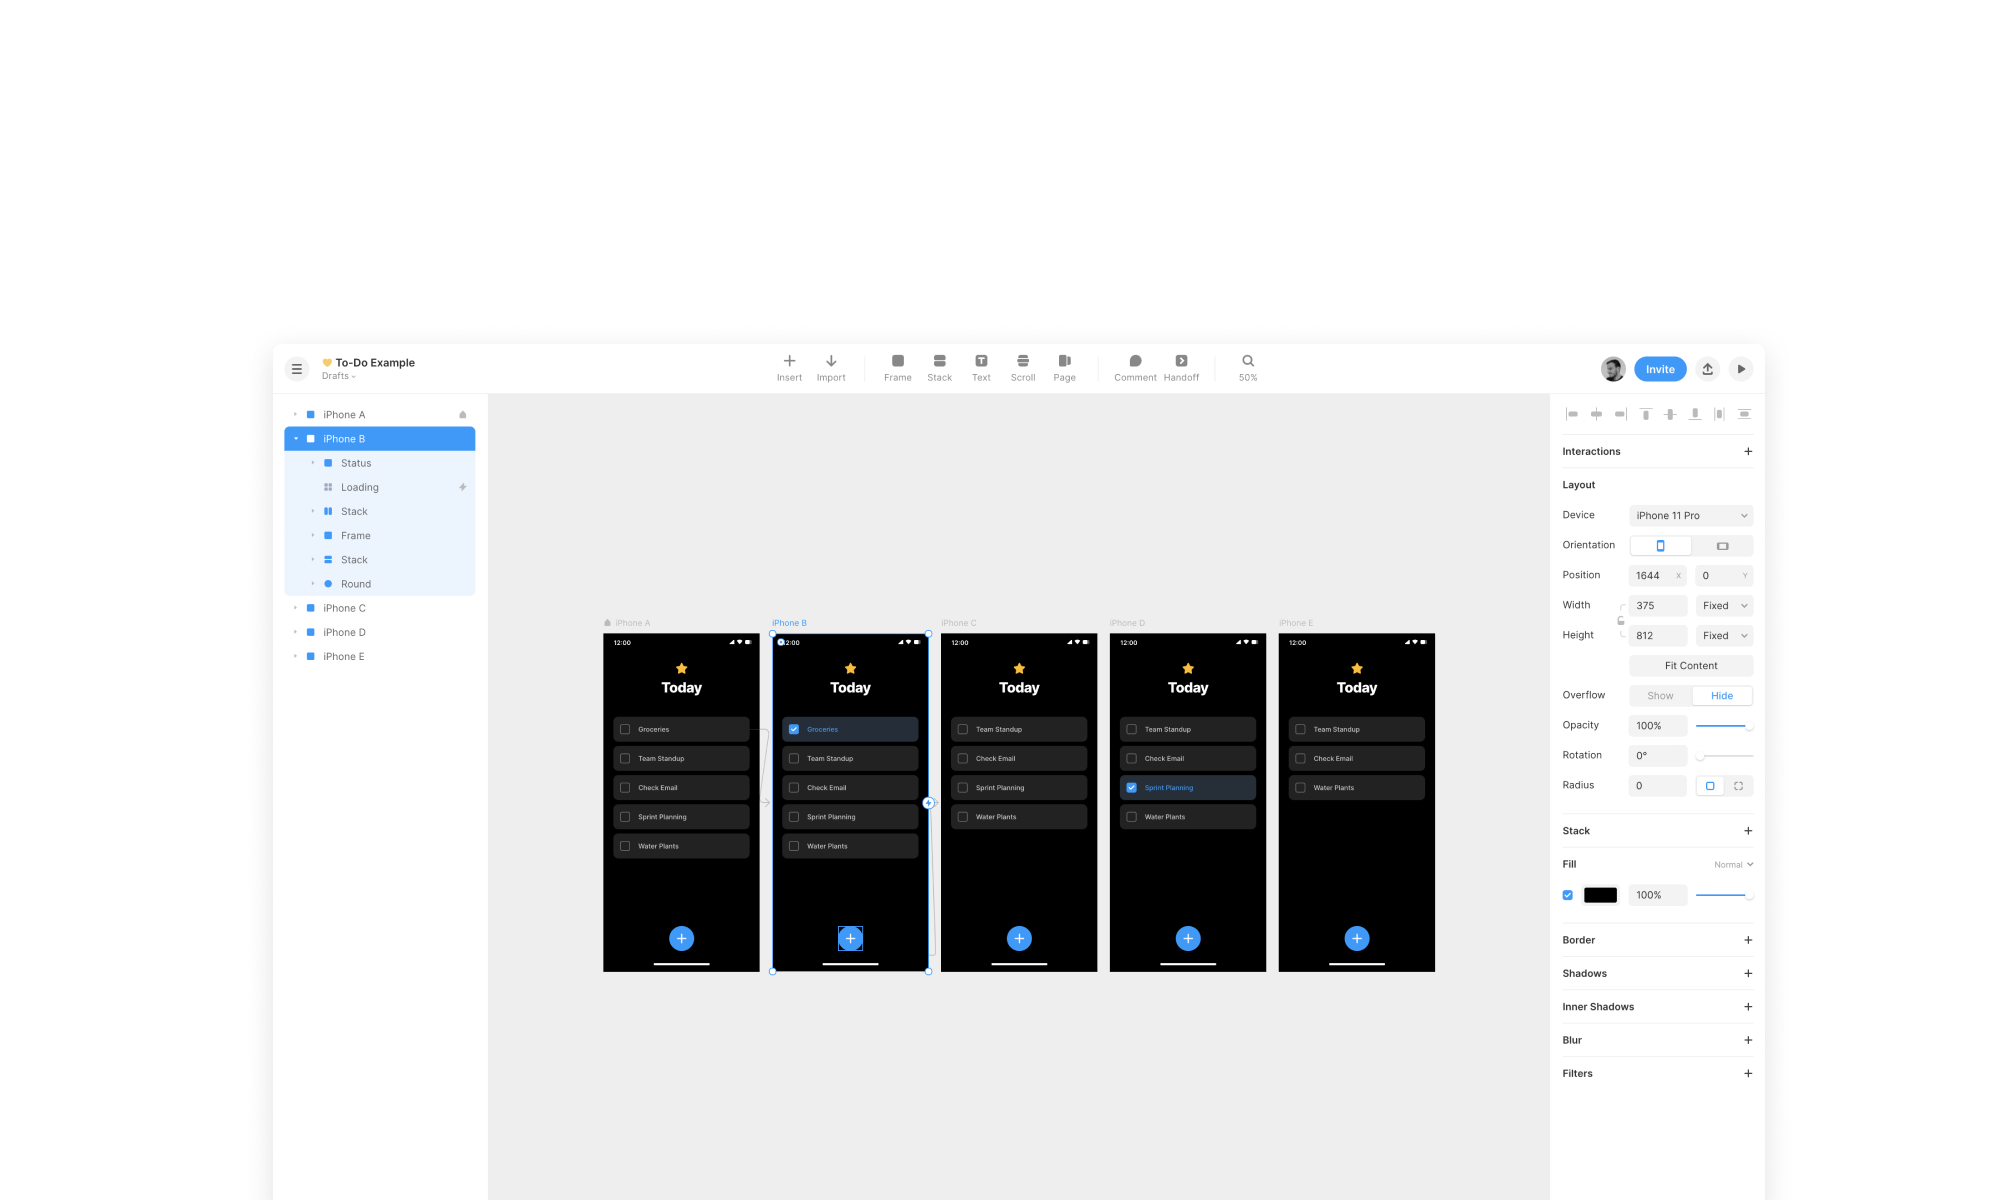 To-Do Example
Drafts
Insert
Import
Frame
Stack
Text
Scroll
Page
Comment
Handoff
50%
Invite
iPhone A
iPhone B
Status
Loading
Stack
Frame
Stack
Round
iPhone C
iPhone D
iPhone E
iPhone A
12:00
Today
Groceries
Team Standup
Check Email
Sprint Planning
Water Plants
iPhone B
2:00
Today
Groceries
Team Standup
Check Email
Sprint Planning
Water Plants
iPhone C
12:00
Today
Team Standup
Check Email
Sprint Planning
Water Plants
iPhone D
12:00
Today
Team Standup
Check Email
Sprint Planning
Water Plants
iPhone E
12:00
Today
Team Standup
Check Email
Water Plants
Interactions
Layout
Device iPhone 11 Pro
Orientation
Position 1644 X 0 Y
Width 375 Fixed
Height 812 Fixed
Fit Content
Overflow Show Hide
Opacity 100%
Rotation 0°
Radius 0
Stack
Fill Normal
100%
Border
Shadows
Inner Shadows
Blur
Filters